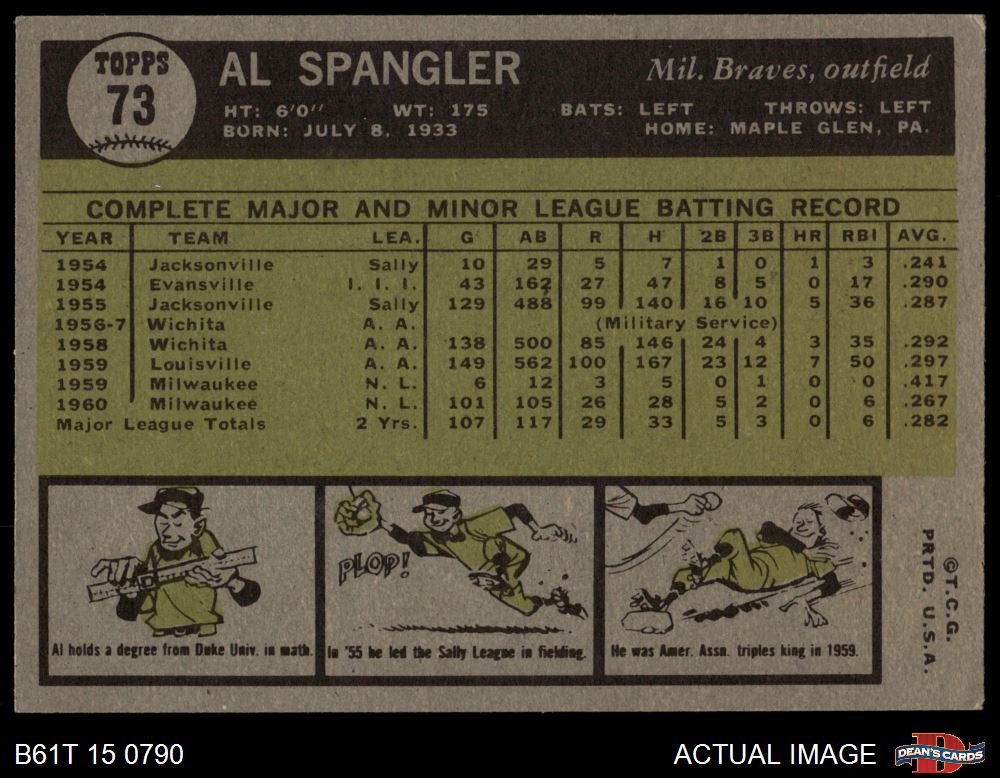 TOPPS
73
AL SPANGLER
Mil. Braves, outfield
HT: 6'0" WT: 175 BATS: LEFT THROWS: LEFT
BORN: JULY 8, 1933 HOME: MAPLE GLEN, PA.
COMPLETE MAJOR AND MINOR LEAGUE BATTING RECORD
YEAR TEAM LEA. G AB R H 2B 3B HR RBI AVG.
1954 Jacksonville Sally 10 29 5 7 1 0 1 3 .241
1954 Evansville I. I. I. 43 162 27 47 8 5 0 17 .290
1955 Jacksonville Sally 129 488 99 140 16 10 5 36 .287
1956-7 Wichita A. A. (Military Service)
1958 Wichita A. A. 138 500 85 146 24 4 3 35 .292
1959 Louisville A. A. 149 562 100 167 23 12 7 50 .297
1959 Milwaukee N. L. 6 12 3 5 0 1 0 0 .417
1960 Milwaukee N. L. 101 105 26 28 5 2 0 6 .267
Major League Totals 2 Yrs. 107 117 29 33 5 3 0 6 .282
PLOP!
Al holds a degree from Duke Univ. in math.
In '55 he led the Sally League in fielding.
He was Amer. Assn. triples king in 1959.
©T.C.G.
PRTD. U.S.A.
B61T 15 0790
ACTUAL IMAGE
D
DEAN'S CARDS